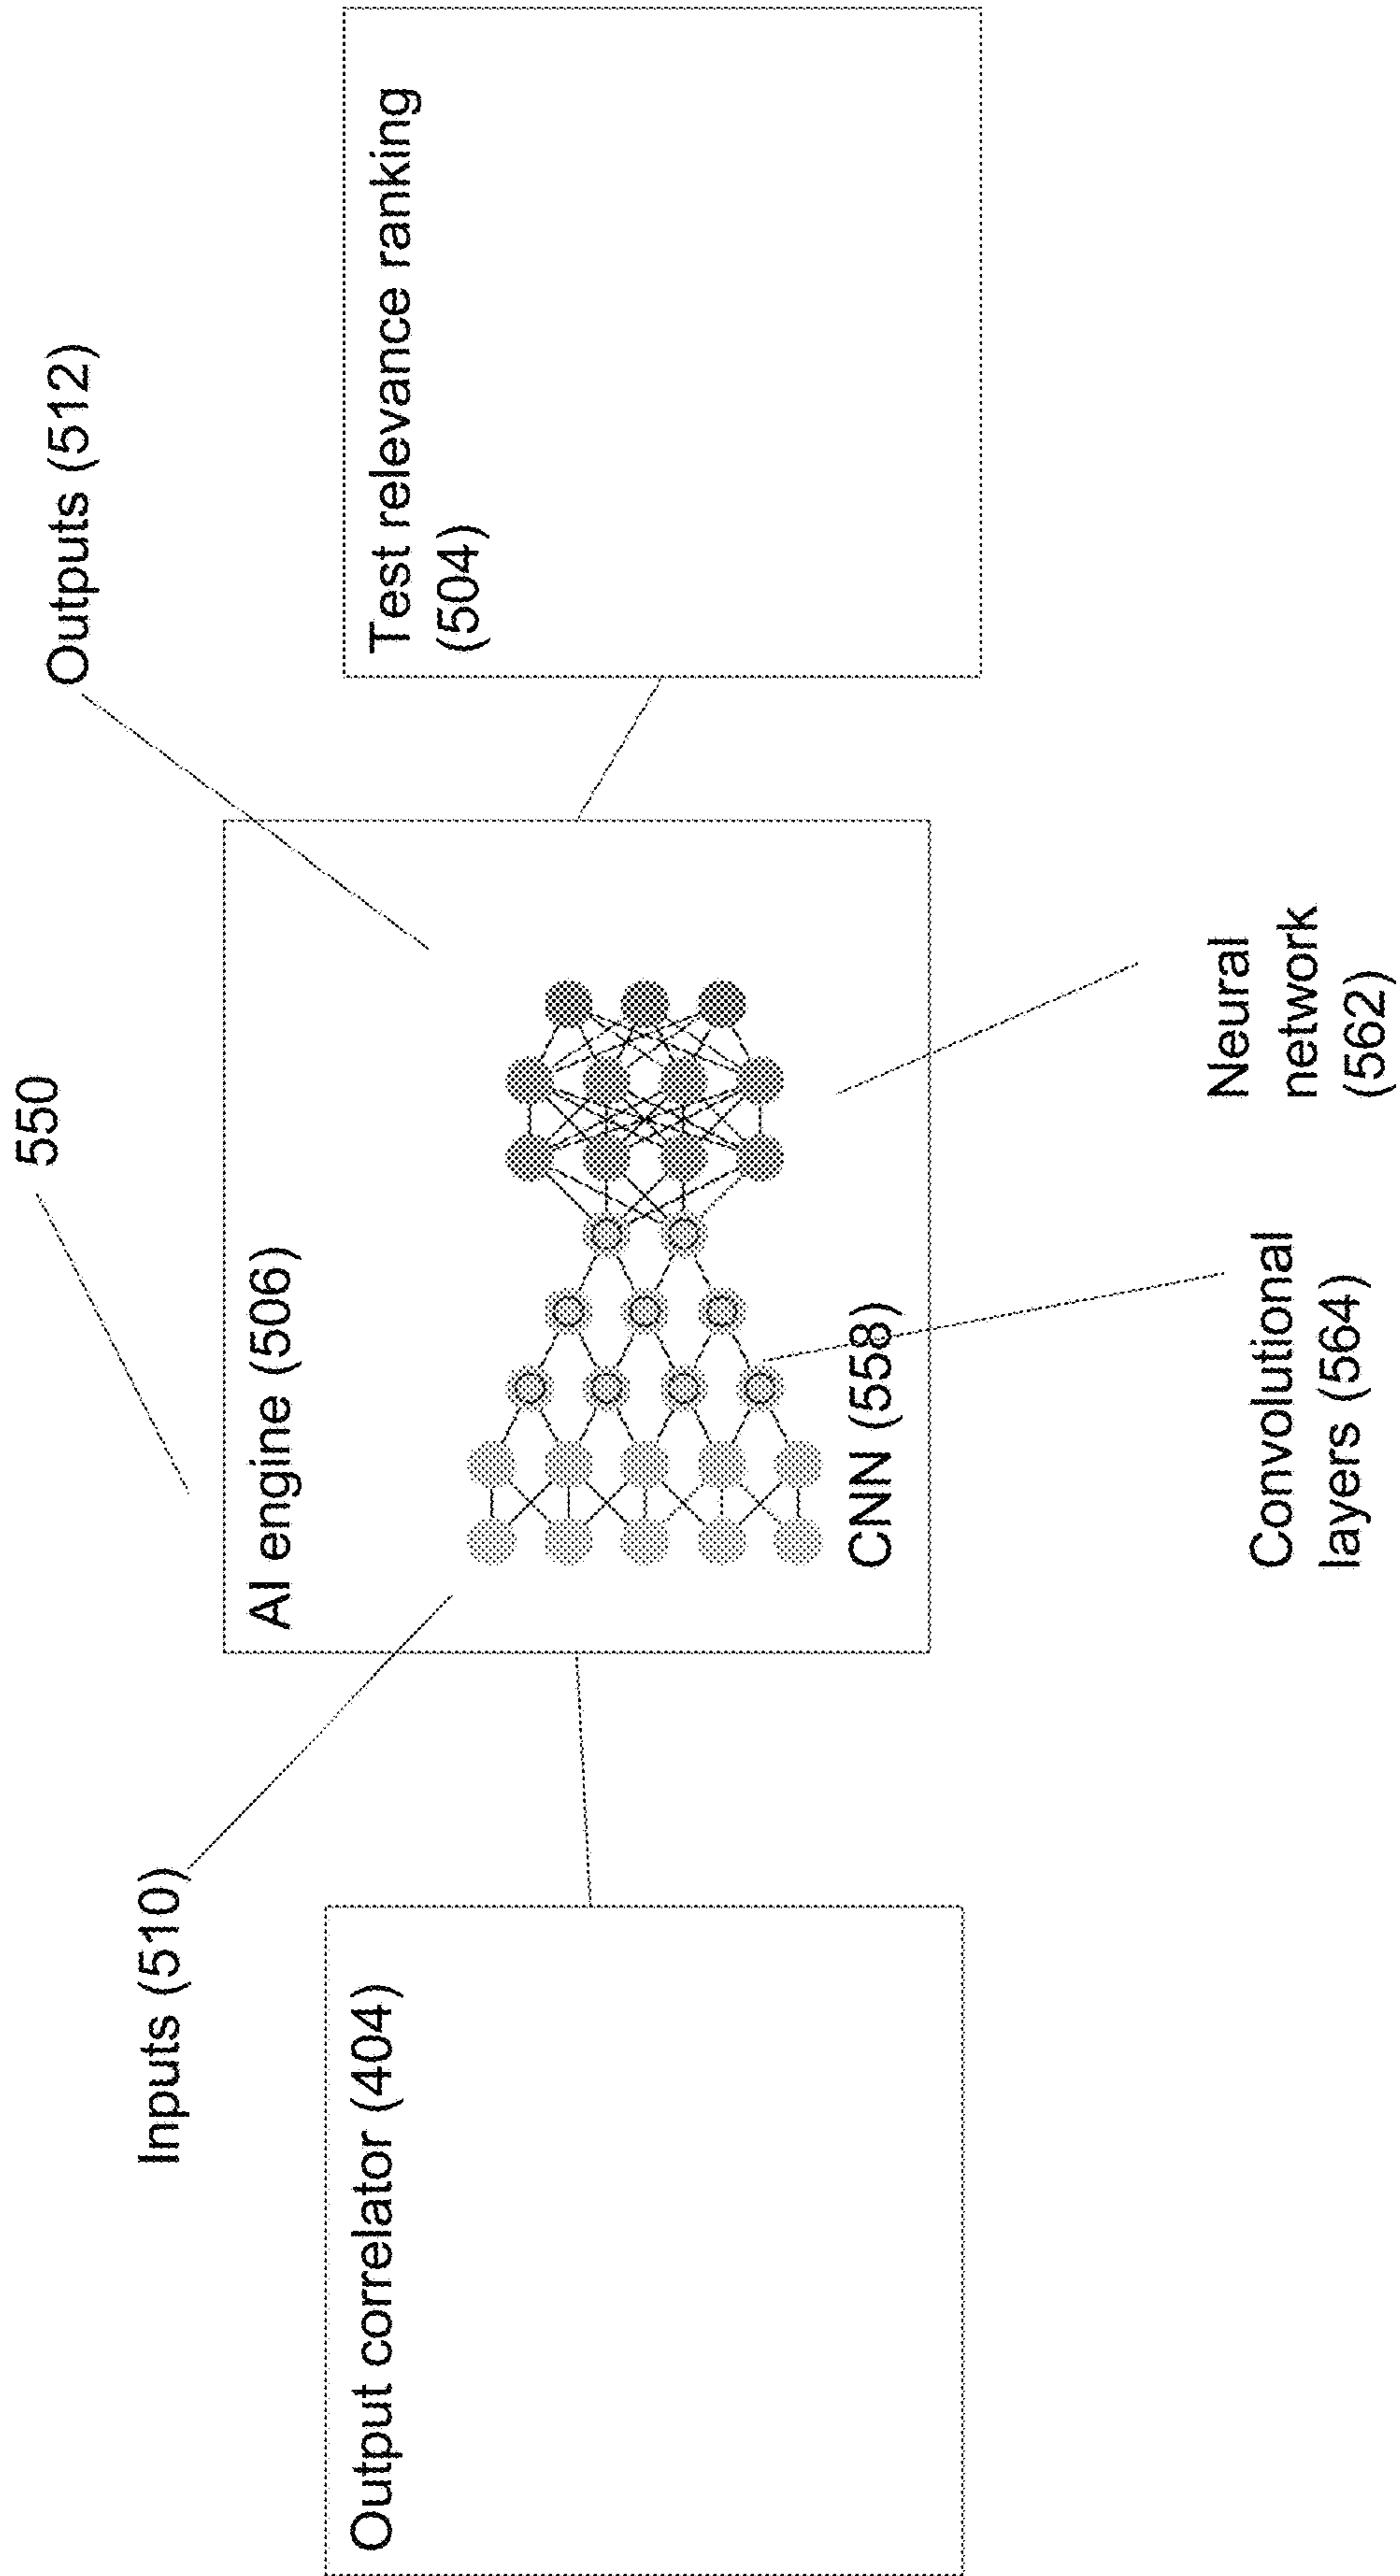 550
Inputs (510)
Outputs (512)
Output correlator (404)
AI engine (506)
Test relevance ranking
(504)
CNN (558)
Convolutional
layers (564)
Neural
network
(562)